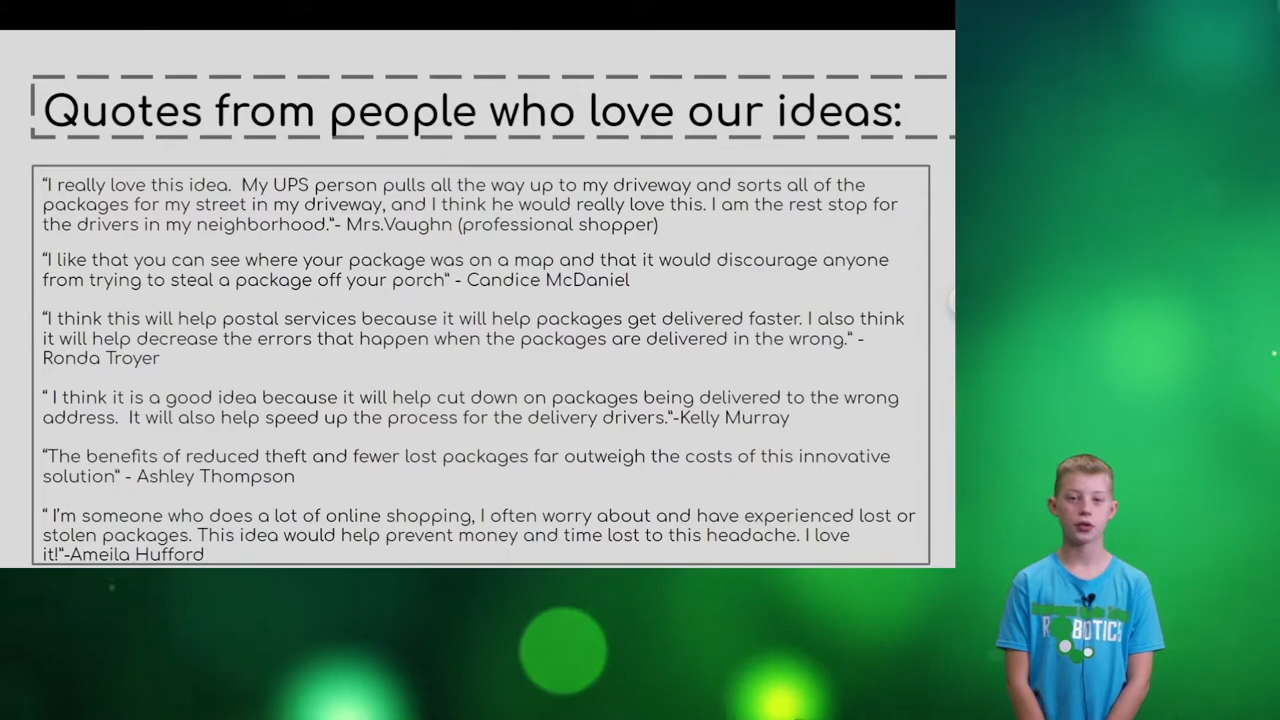 Quotes from people who love our ideas:
“I really love this idea.  My UPS person pulls all the way up to my driveway and sorts all of the
packages for my street in my driveway, and I think he would really love this. I am the rest stop for
the drivers in my neighborhood.”- Mrs.Vaughn (professional shopper)
“I like that you can see where your package was on a map and that it would discourage anyone
from trying to steal a package off your porch” - Candice McDaniel
“I think this will help postal services because it will help packages get delivered faster. I also think
it will help decrease the errors that happen when the packages are delivered in the wrong.” -
Ronda Troyer
“ I think it is a good idea because it will help cut down on packages being delivered to the wrong
address.  It will also help speed up the process for the delivery drivers.”-Kelly Murray
“The benefits of reduced theft and fewer lost packages far outweigh the costs of this innovative
solution” - Ashley Thompson
“ I’m someone who does a lot of online shopping, I often worry about and have experienced lost or
stolen packages. This idea would help prevent money and time lost to this headache. I love
it!”-Ameila Hufford